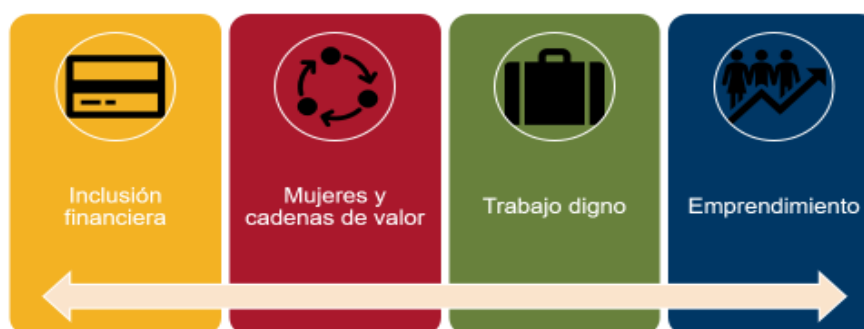 Inclusión
financiera
Mujeres y
cadenas de valor
Trabajo digno
Emprendimiento